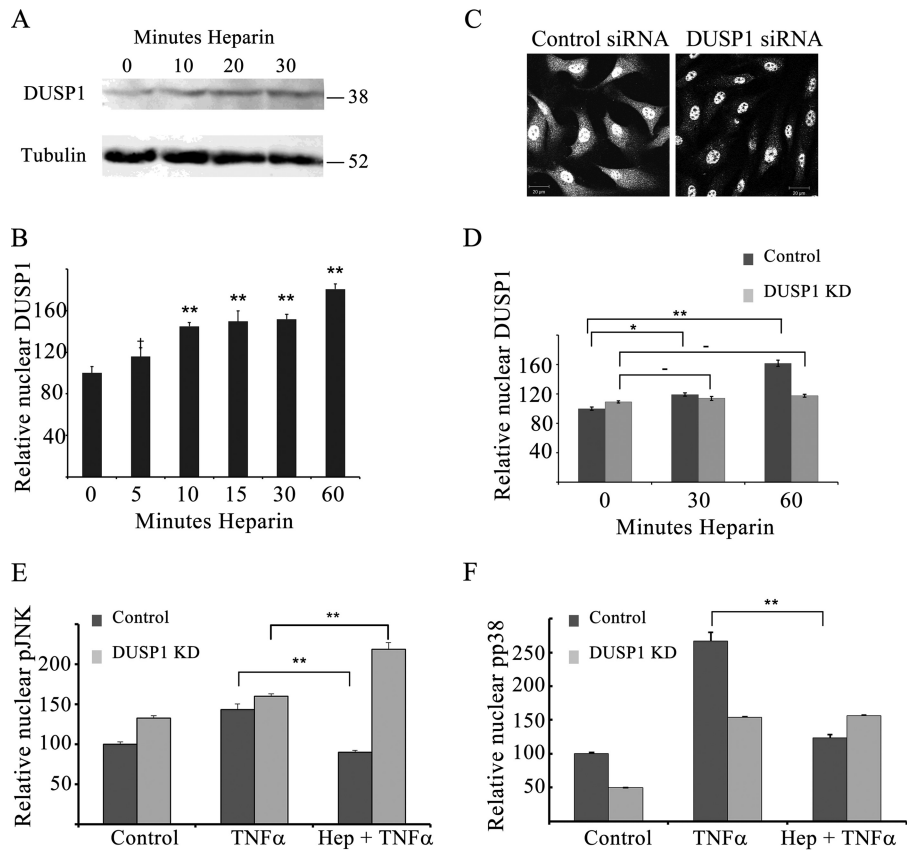 A
Minutes Heparin
0 10 20 30
DUSP1
38
Tubulin
52
C
Control siRNA DUSP1 siRNA
20 µm 20 µm
B
Relative nuclear DUSP1
160
120
80
40
‡ ** ** ** **
0 5 10 15 30 60
Minutes Heparin
D
Control
DUSP1 KD
Relative nuclear DUSP1
160
120
80
40
**
*
-
-
0 30 60
Minutes Heparin
E
Control
DUSP1 KD
Relative nuclear pJNK
200
150
100
50
**
**
Control TNFα Hep + TNFα
F
Control
DUSP1 KD
Relative nuclear pp38
250
200
150
100
50
**
Control TNFα Hep + TNFα